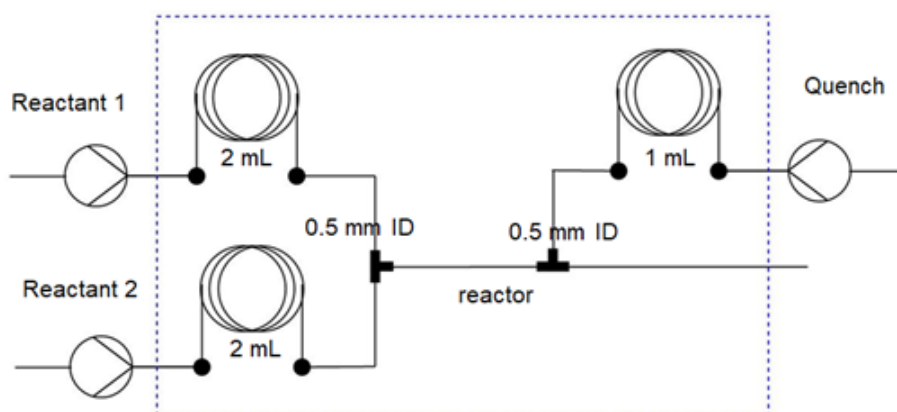 Reactant 1
2 mL
Quench
1 mL
0.5 mm ID
0.5 mm ID
Reactant 2
reactor
2 mL